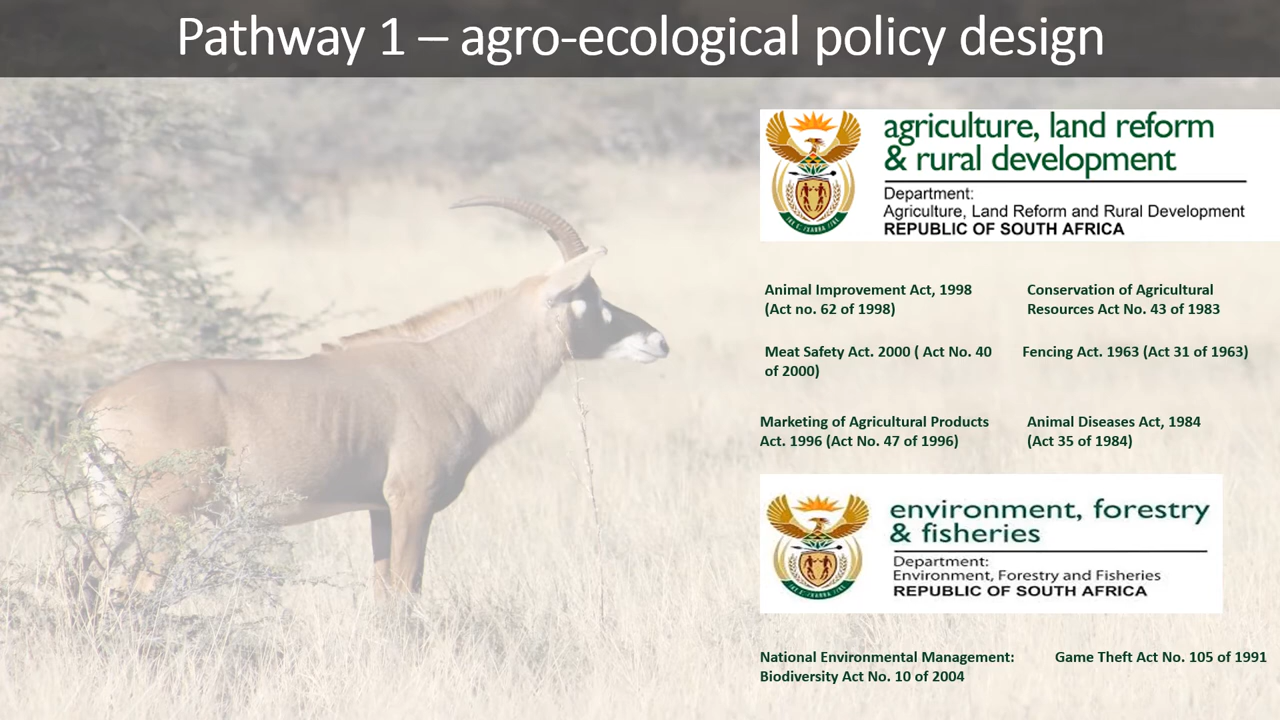 Pathway 1 – agro-ecological policy design
agriculture, land reform
& rural development
Department:
Agriculture, Land Reform and Rural Development
REPUBLIC OF SOUTH AFRICA
Animal Improvement Act, 1998
(Act no. 62 of 1998)
Conservation of Agricultural
Resources Act No. 43 of 1983
Meat Safety Act. 2000 ( Act No. 40
of 2000)
Fencing Act. 1963 (Act 31 of 1963)
Marketing of Agricultural Products
Act. 1996 (Act No. 47 of 1996)
Animal Diseases Act, 1984
(Act 35 of 1984)
environment, forestry
& fisheries
Department:
Environment, Forestry and Fisheries
REPUBLIC OF SOUTH AFRICA
National Environmental Management:
Biodiversity Act No. 10 of 2004
Game Theft Act No. 105 of 1991